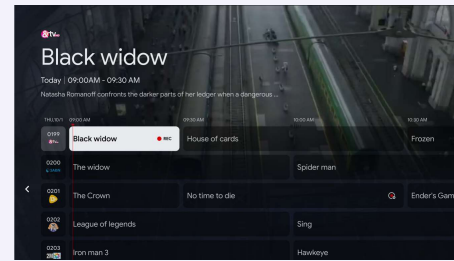 &tv
Black widow
Today | 09:00AM - 09:30 AM
Natasha Romanoff confronts the darker parts of her ledger when a dangerous ...
THU,10/1 09:00 AM 09:30 AM 10:00 AM 10:30 AM
0199 &tv Black widow REC House of cards Frozen
0200 The widow Spider man
0201 The Crown No time to die Ender's Gam
0202 League of legends Sing
0203 Iron man 3 Hawkeye